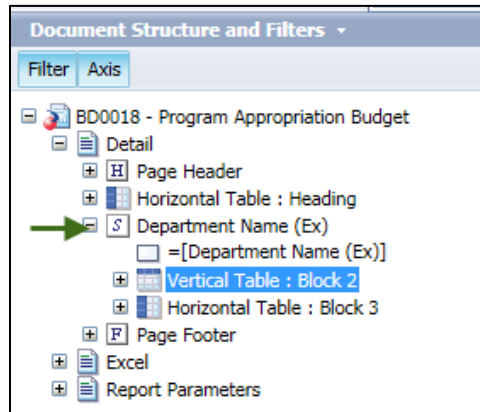 Document Structure and Filters
Filter Axis
BD0018 - Program Appropriation Budget
Detail
H Page Header
Horizontal Table : Heading
S Department Name (Ex)
=[Department Name (Ex)]
Vertical Table : Block 2
Horizontal Table : Block 3
F Page Footer
Excel
Report Parameters